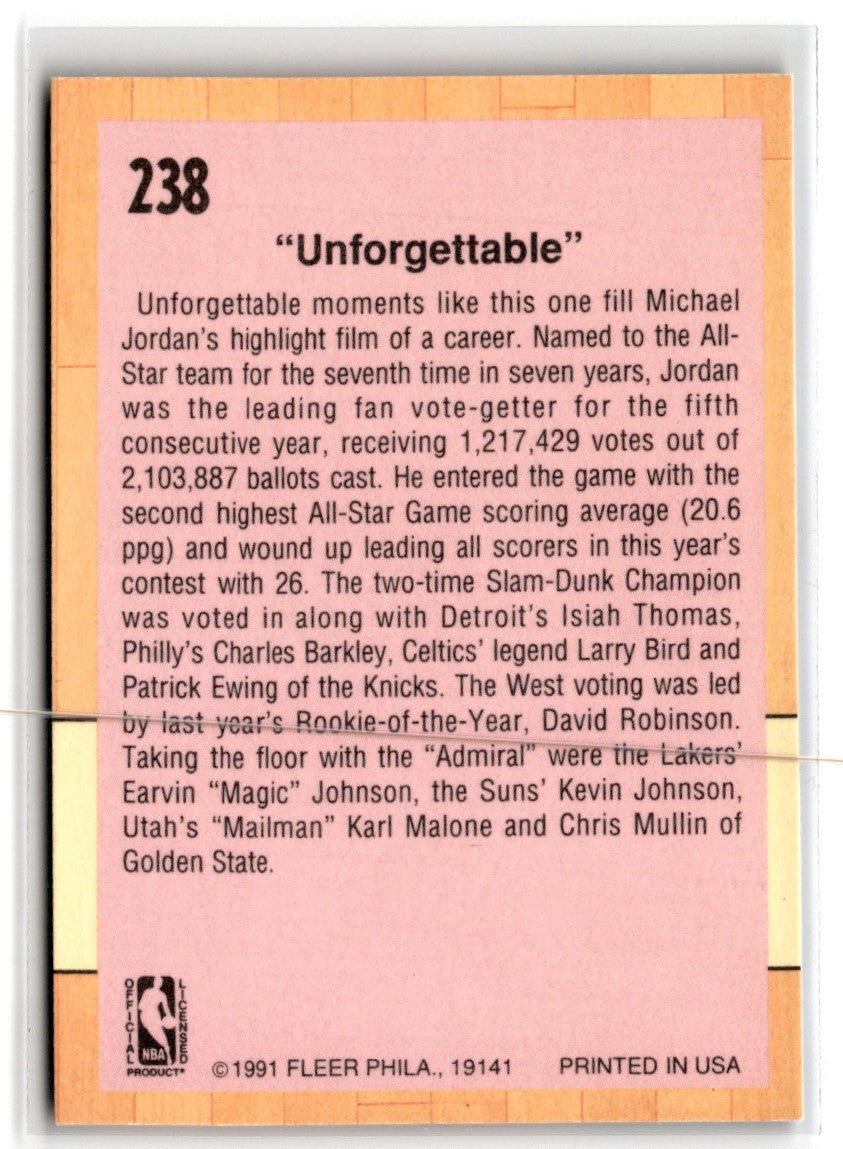 238
“Unforgettable”
Unforgettable moments like this one fill Michael
Jordan’s highlight film of a career. Named to the All-
Star team for the seventh time in seven years, Jordan
was the leading fan vote-getter for the fifth
consecutive year, receiving 1,217,429 votes out of
2,103,887 ballots cast. He entered the game with the
second highest All-Star Game scoring average (20.6
ppg) and wound up leading all scorers in this year’s
contest with 26. The two-time Slam-Dunk Champion
was voted in along with Detroit’s Isiah Thomas,
Philly’s Charles Barkley, Celtics’ legend Larry Bird and
Patrick Ewing of the Knicks. The West voting was led
by last year’s Rookie-of-the-Year, David Robinson.
Taking the floor with the “Admiral” were the Lakers’
Earvin “Magic” Johnson, the Suns’ Kevin Johnson,
Utah’s “Mailman” Karl Malone and Chris Mullin of
Golden State.
OFFICIAL
LICENSED
NBA
PRODUCT®
©1991 FLEER PHILA., 19141
PRINTED IN USA